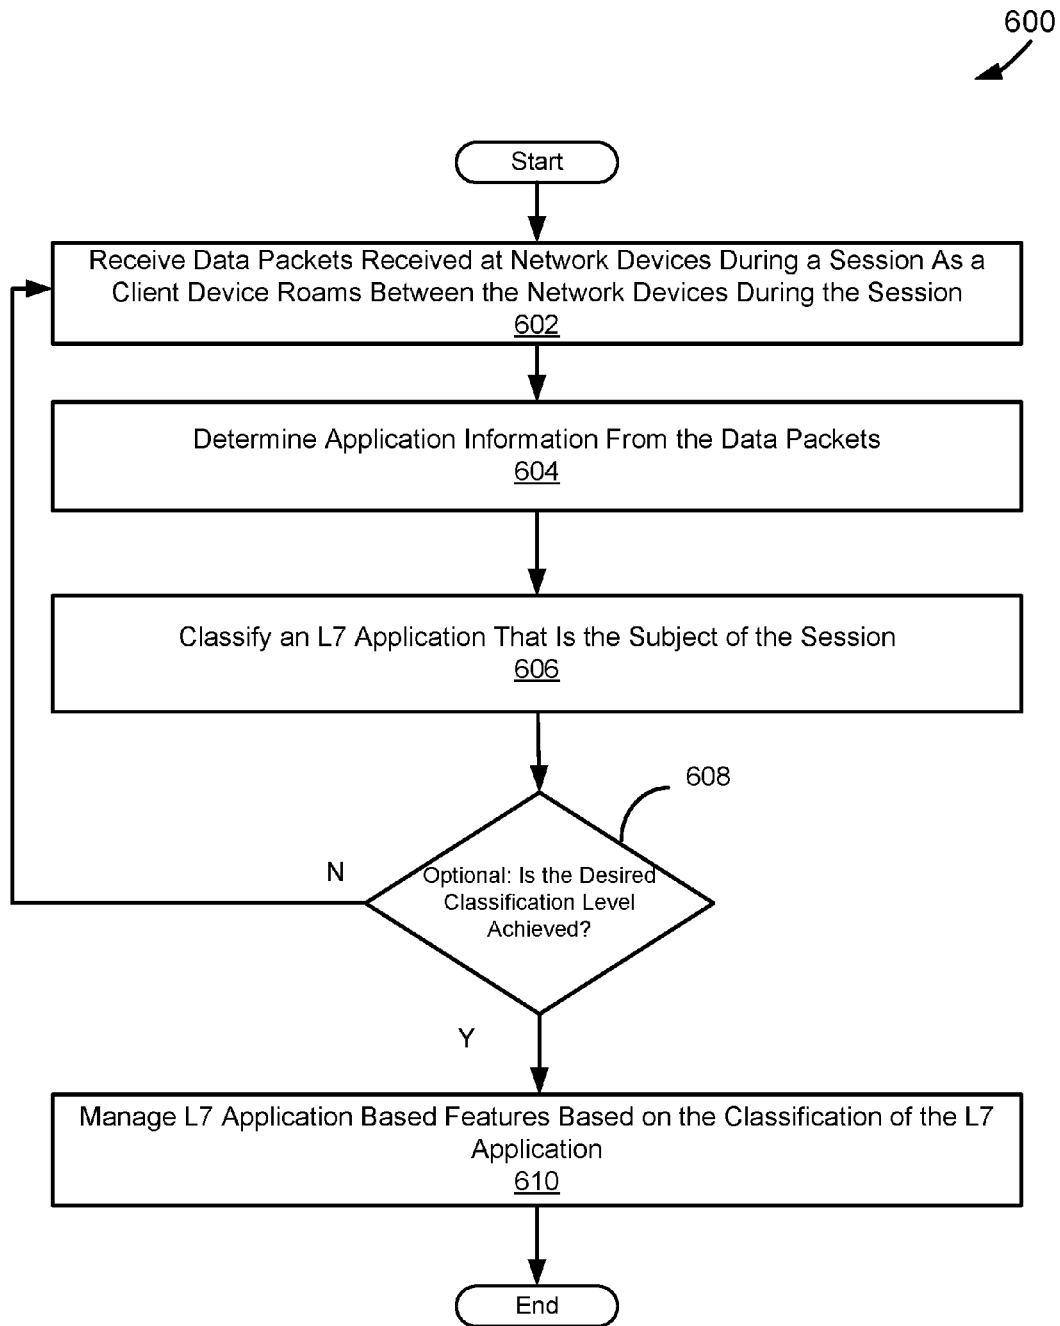 600
Start
Receive Data Packets Received at Network Devices During a Session As a
Client Device Roams Between the Network Devices During the Session
602
Determine Application Information From the Data Packets
604
Classify an L7 Application That Is the Subject of the Session
606
608
N
Optional: Is the Desired
Classification Level
Achieved?
Y
Manage L7 Application Based Features Based on the Classification of the L7
Application
610
End